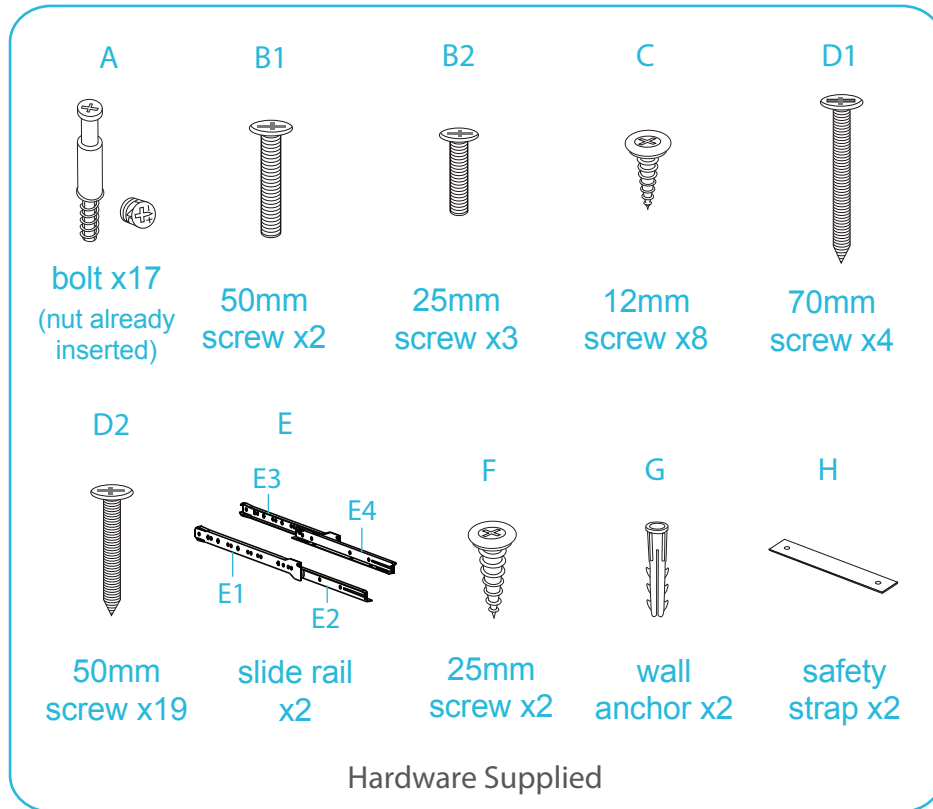 A
B1
B2
C
D1
bolt x17
(nut already
inserted)
50mm
screw x2
25mm
screw x3
12mm
screw x8
70mm
screw x4
D2
E
E3
E4
E1
E2
F
G
H
50mm
screw x19
slide rail
x2
25mm
screw x2
wall
anchor x2
safety
strap x2
Hardware Supplied